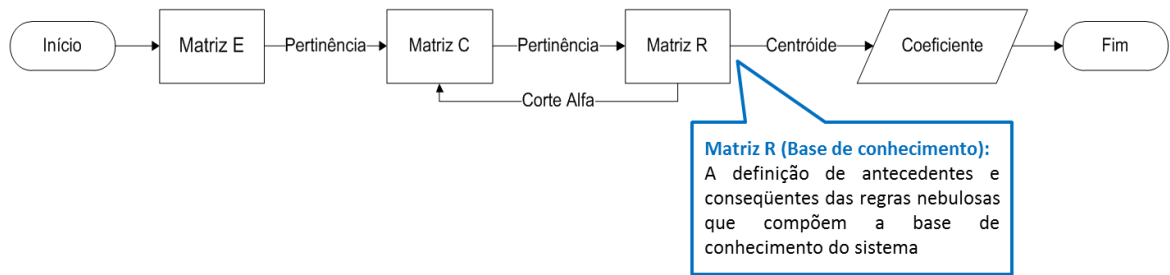 Início
Matriz E
Pertinência
Matriz C
Pertinência
Matriz R
Centróide
Coeficiente
Fim
Corte Alfa
Matriz R (Base de conhecimento):
A definição de antecedentes e
conseqüentes das regras nebulosas
que compõem a base de
conhecimento do sistema